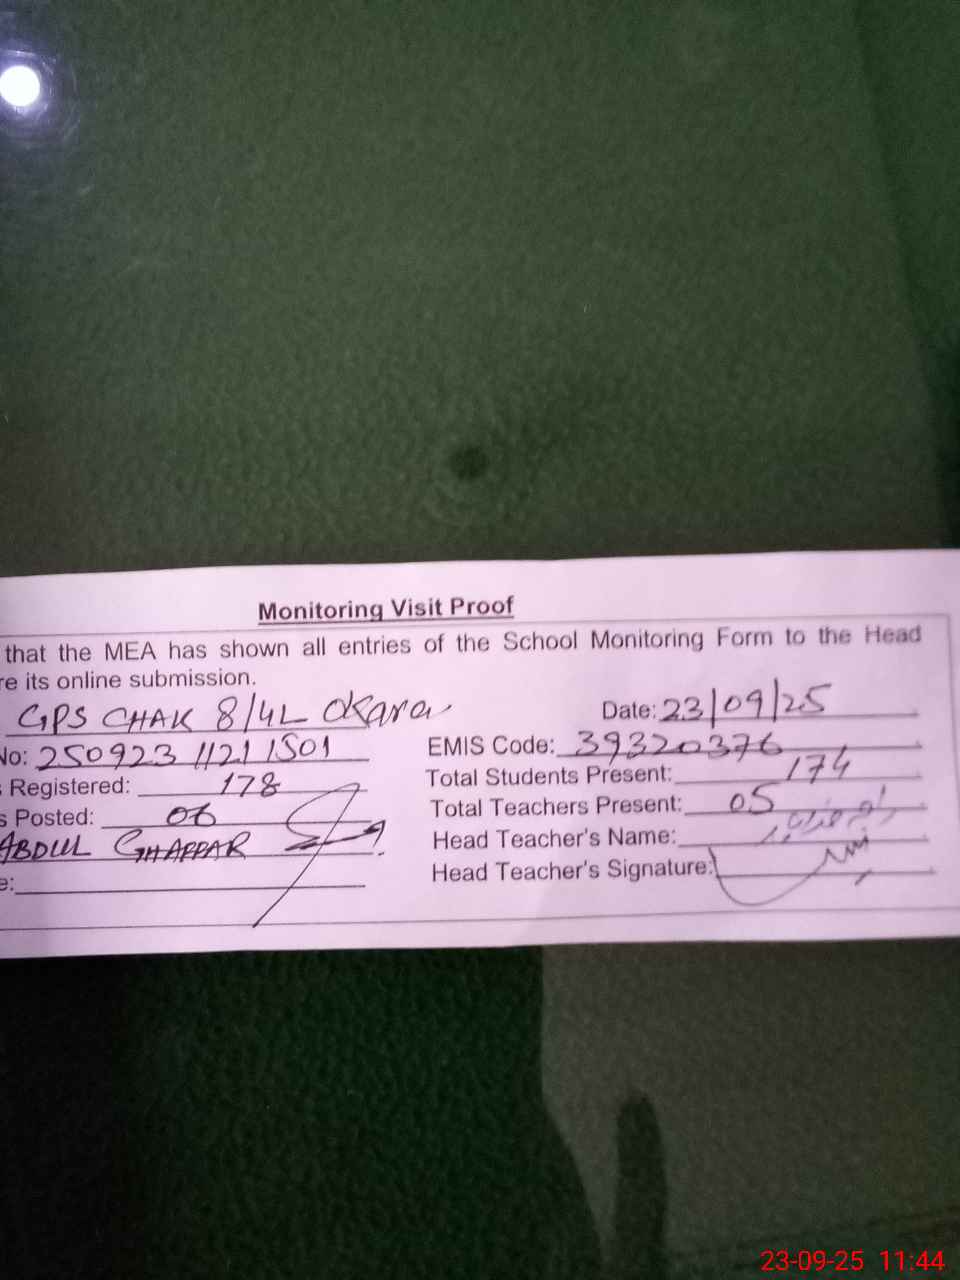 Monitoring Visit Proof
that the MEA has shown all entries of the School Monitoring Form to the Head
re its online submission.
GPS CHAK 8/4L Okara Date: 23/09/25
No: 250923 1121 1501 EMIS Code: 39320376
s Registered: 178 Total Students Present: 174
s Posted: 06 Total Teachers Present: 05
ABDUL GHAFFAR Head Teacher's Name:
e: Head Teacher's Signature:
23-09-25 11:44